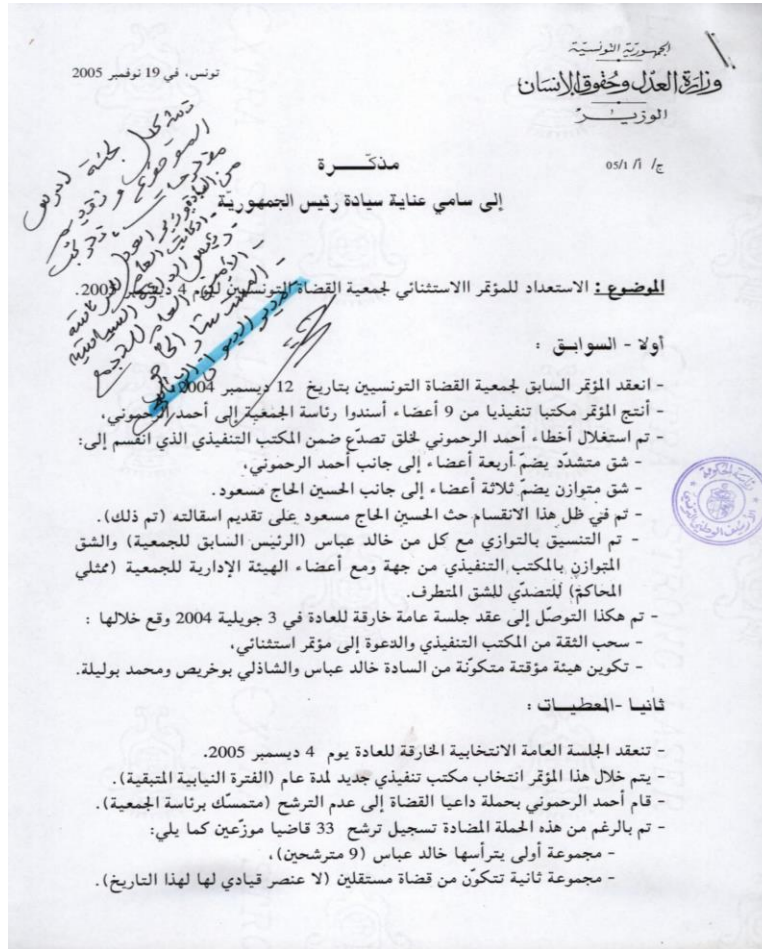 الجمهورية التونسية
وزارة العدل وحقوق الإنسان
الوزير
تونس، في 19 نوفمبر 2005
ج/ أ/ 05/1
مذكرة
إلى سامي عناية سيادة رئيس الجمهورية
تشكيل لجنة لدرس
و تقديم
مقترحات
الموضوع : الاستعداد للمؤتمر الاستثنائي لجمعية القضاة التونسيين ليوم 4 ديسمبر 2005.
أولا - السوابق :
- انعقد المؤتمر السابق لجمعية القضاة التونسيين بتاريخ 12 ديسمبر 2004
- أنتج المؤتمر مكتبا تنفيذيا من 9 أعضاء أسندوا رئاسة الجمعية إلى أحمد الرحموني،
- تم استغلال أخطاء أحمد الرحموني لخلق تصدّع ضمن المكتب التنفيذي الذي انقسم إلى:
- شق متشدّد يضمّ أربعة أعضاء إلى جانب أحمد الرحموني،
- شق متوازن يضمّ ثلاثة أعضاء إلى جانب الحسين الحاج مسعود.
- تم في ظل هذا الانقسام حث الحسين الحاج مسعود على تقديم اسقالته (تم ذلك).
- تم التنسيق بالتوازي مع كل من خالد عباس (الرئيس السابق للجمعية) والشق
المتوازن بالمكتب التنفيذي من جهة ومع أعضاء الهيئة الإدارية للجمعية (ممثلي
المحاكم) للتصدّي للشق المتطرف.
- تم هكذا التوصّل إلى عقد جلسة عامة خارقة للعادة في 3 جويلية 2004 وقع خلالها :
- سحب الثقة من المكتب التنفيذي والدعوة إلى مؤتمر استثنائي،
- تكوين هيئة مؤقتة متكوّنة من السادة خالد عباس والشاذلي بوخريص ومحمد بوليلة.
ثانيا -المعطيات :
- تنعقد الجلسة العامة الانتخابية الخارقة للعادة يوم 4 ديسمبر 2005.
- يتم خلال هذا المؤتمر انتخاب مكتب تنفيذي جديد لمدة عام (الفترة النيابية المتبقية).
- قام أحمد الرحموني بحملة داعيا القضاة إلى عدم الترشح (متمسّك برئاسة الجمعية).
- تم بالرغم من هذه الحملة المضادة تسجيل ترشح 33 قاضيا موزّعين كما يلي:
- مجموعة أولى يترأسها خالد عباس (9 مترشحين)،
- مجموعة ثانية تتكوّن من قضاة مستقلين (لا عنصر قيادي لها لهذا التاريخ).